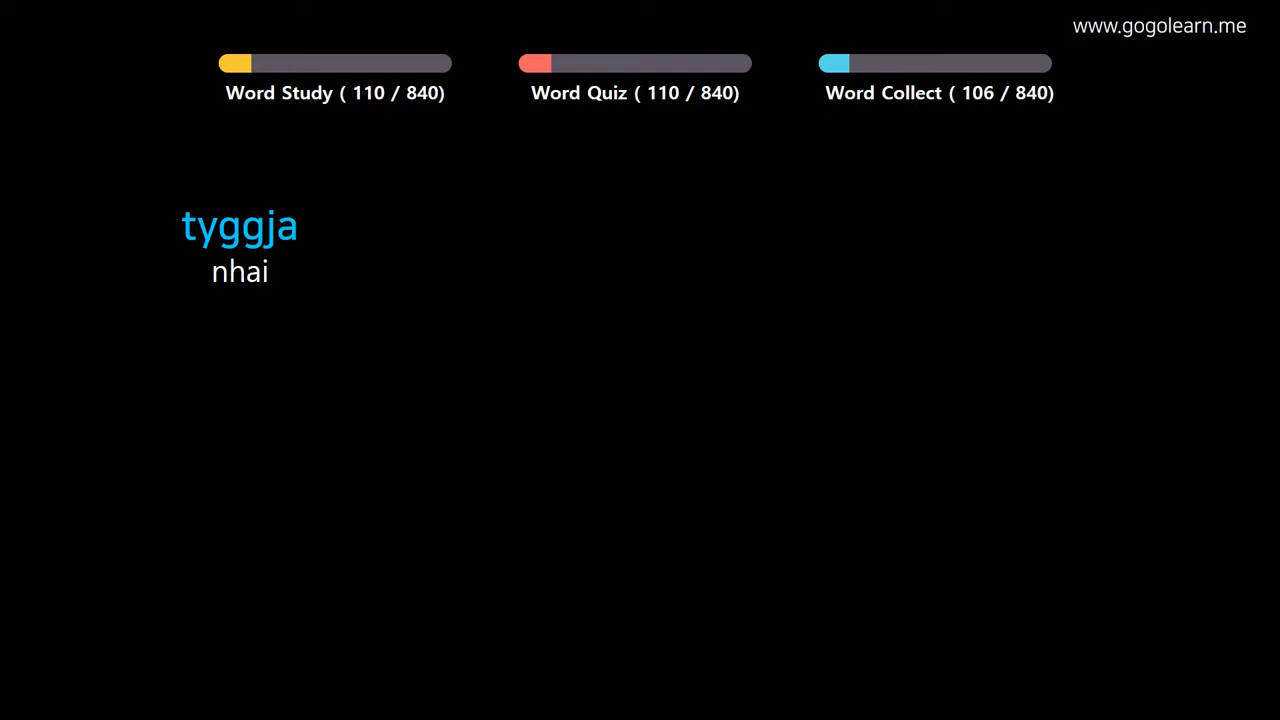 www.gogolearn.me
Word Study ( 110 / 840)
Word Quiz ( 110 / 840)
Word Collect ( 106 / 840)
tyggja
nhai